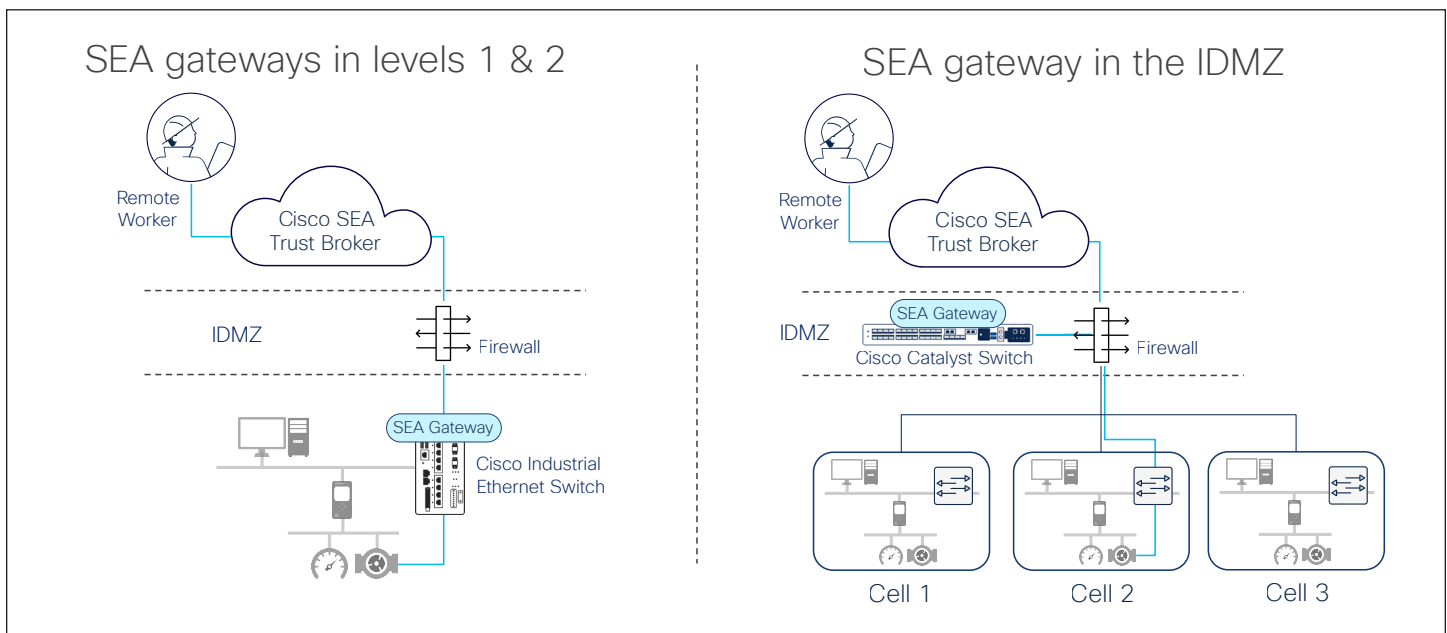 SEA gateways in levels 1 & 2
Remote
Worker
Cisco SEA
Trust Broker
IDMZ
Firewall
SEA Gateway
Cisco Industrial
Ethernet Switch
SEA gateway in the IDMZ
Remote
Worker
Cisco SEA
Trust Broker
SEA Gateway
IDMZ
Cisco Catalyst Switch
Firewall
Cell 1
Cell 2
Cell 3